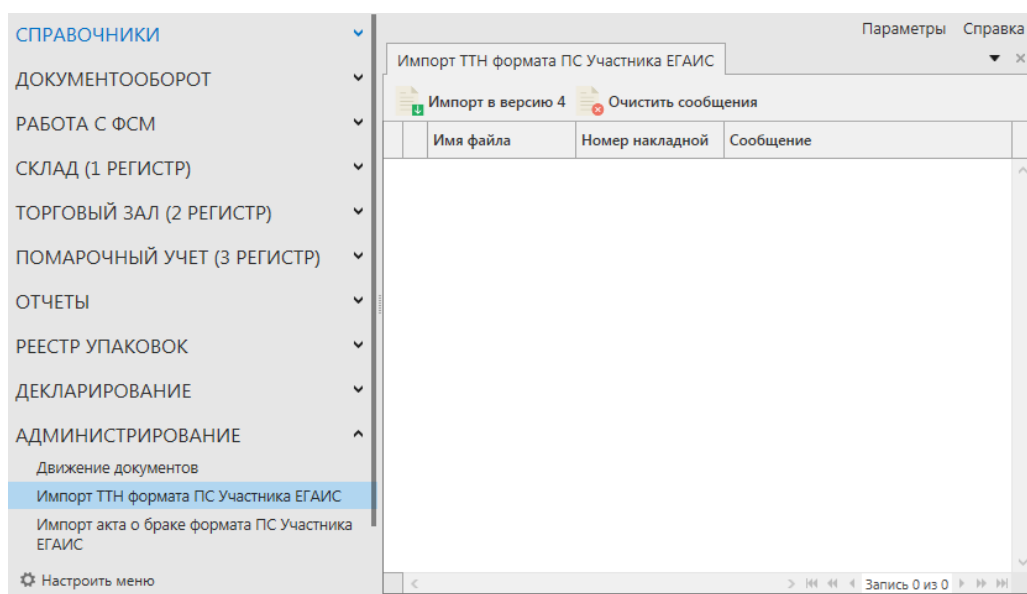 СПРАВОЧНИКИ
ДОКУМЕНТООБОРОТ
РАБОТА С ФСМ
СКЛАД (1 РЕГИСТР)
ТОРГОВЫЙ ЗАЛ (2 РЕГИСТР)
ПОМАРОЧНЫЙ УЧЕТ (3 РЕГИСТР)
ОТЧЕТЫ
РЕЕСТР УПАКОВОК
ДЕКЛАРИРОВАНИЕ
АДМИНИСТРИРОВАНИЕ
Движение документов
Импорт ТТН формата ПС Участника ЕГАИС
Импорт акта о браке формата ПС Участника
ЕГАИС
Настроить меню
Параметры Справка
Импорт ТТН формата ПС Участника ЕГАИС
Импорт в версию 4 Очистить сообщения
Имя файла Номер накладной Сообщение
Запись 0 из 0